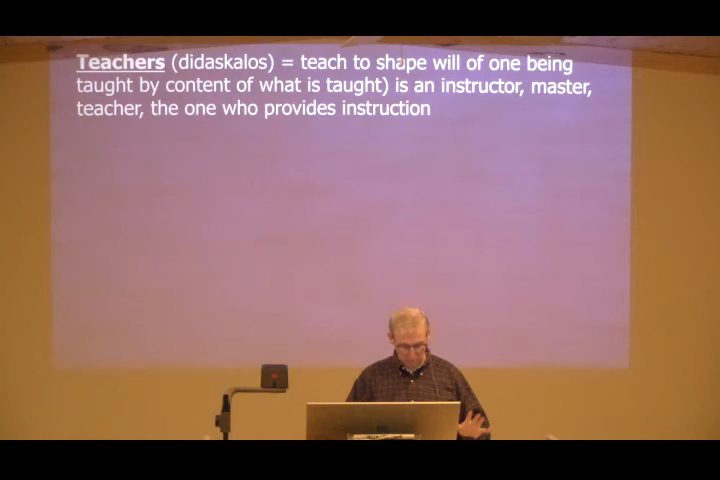 Teachers (didaskalos) = teach to shape will of one being
taught by content of what is taught) is an instructor, master,
teacher, the one who provides instruction